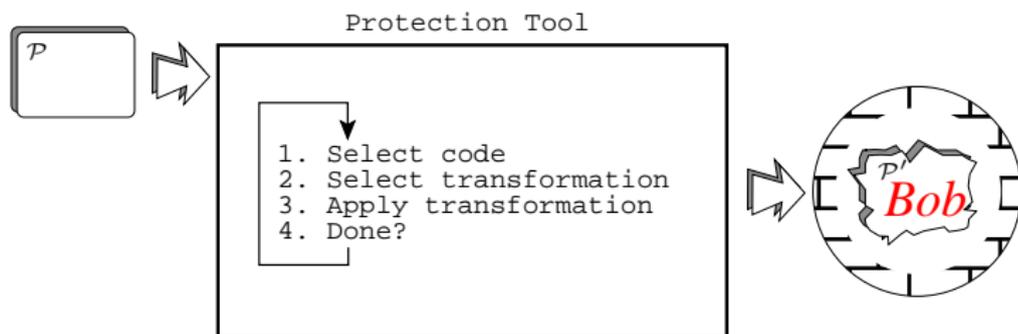 Protection Tool
𝒫
1. Select code
2. Select transformation
3. Apply transformation
4. Done?
𝒫′
Bob